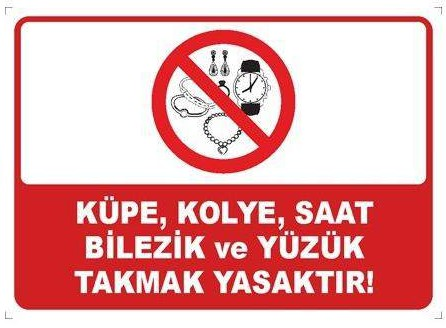 KÜPE, KOLYE, SAAT
BİLEZİK ve YÜZÜK
TAKMAK YASAKTIR!